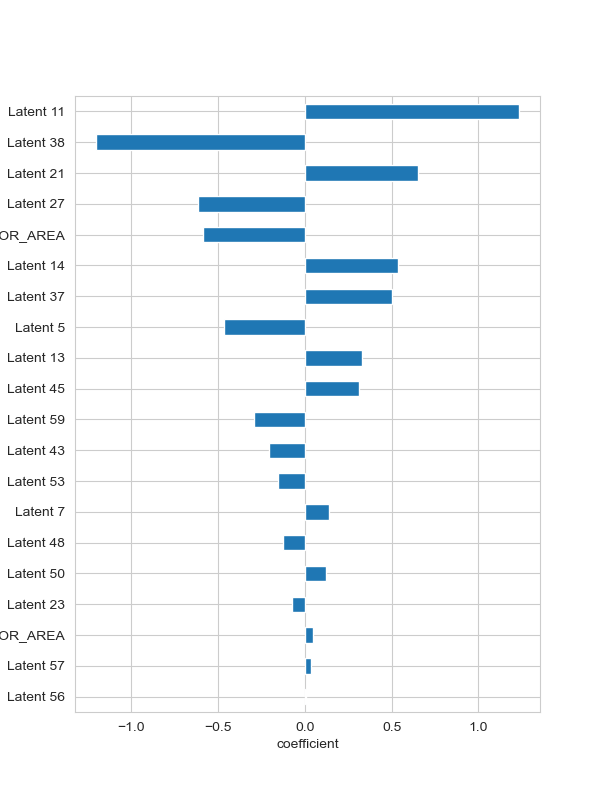 Latent 11
Latent 38
Latent 21
Latent 27
OR_AREA
Latent 14
Latent 37
Latent 5
Latent 13
Latent 45
Latent 59
Latent 43
Latent 53
Latent 7
Latent 48
Latent 50
Latent 23
OR_AREA
Latent 57
Latent 56
−1.0 −0.5 0.0 0.5 1.0
coefficient